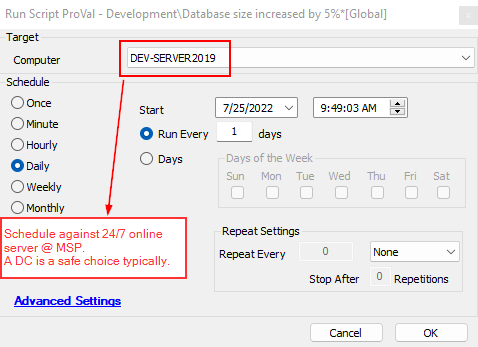 Run Script ProVal - Development\Database size increased by 5%*[Global]
Target
Computer
DEV-SERVER2019
Schedule
Once
Minute
Hourly
Daily
Weekly
Monthly
Start
7/25/2022
9:49:03 AM
Run Every 1 days
Days
Days of the Week
Sun Mon Tue Wed Thu Fri Sat
Schedule against 24/7 online
server @ MSP.
A DC is a safe choice typically.
Repeat Settings
Repeat Every 0 None
Stop After 0 Repetitions
Advanced Settings
Cancel OK